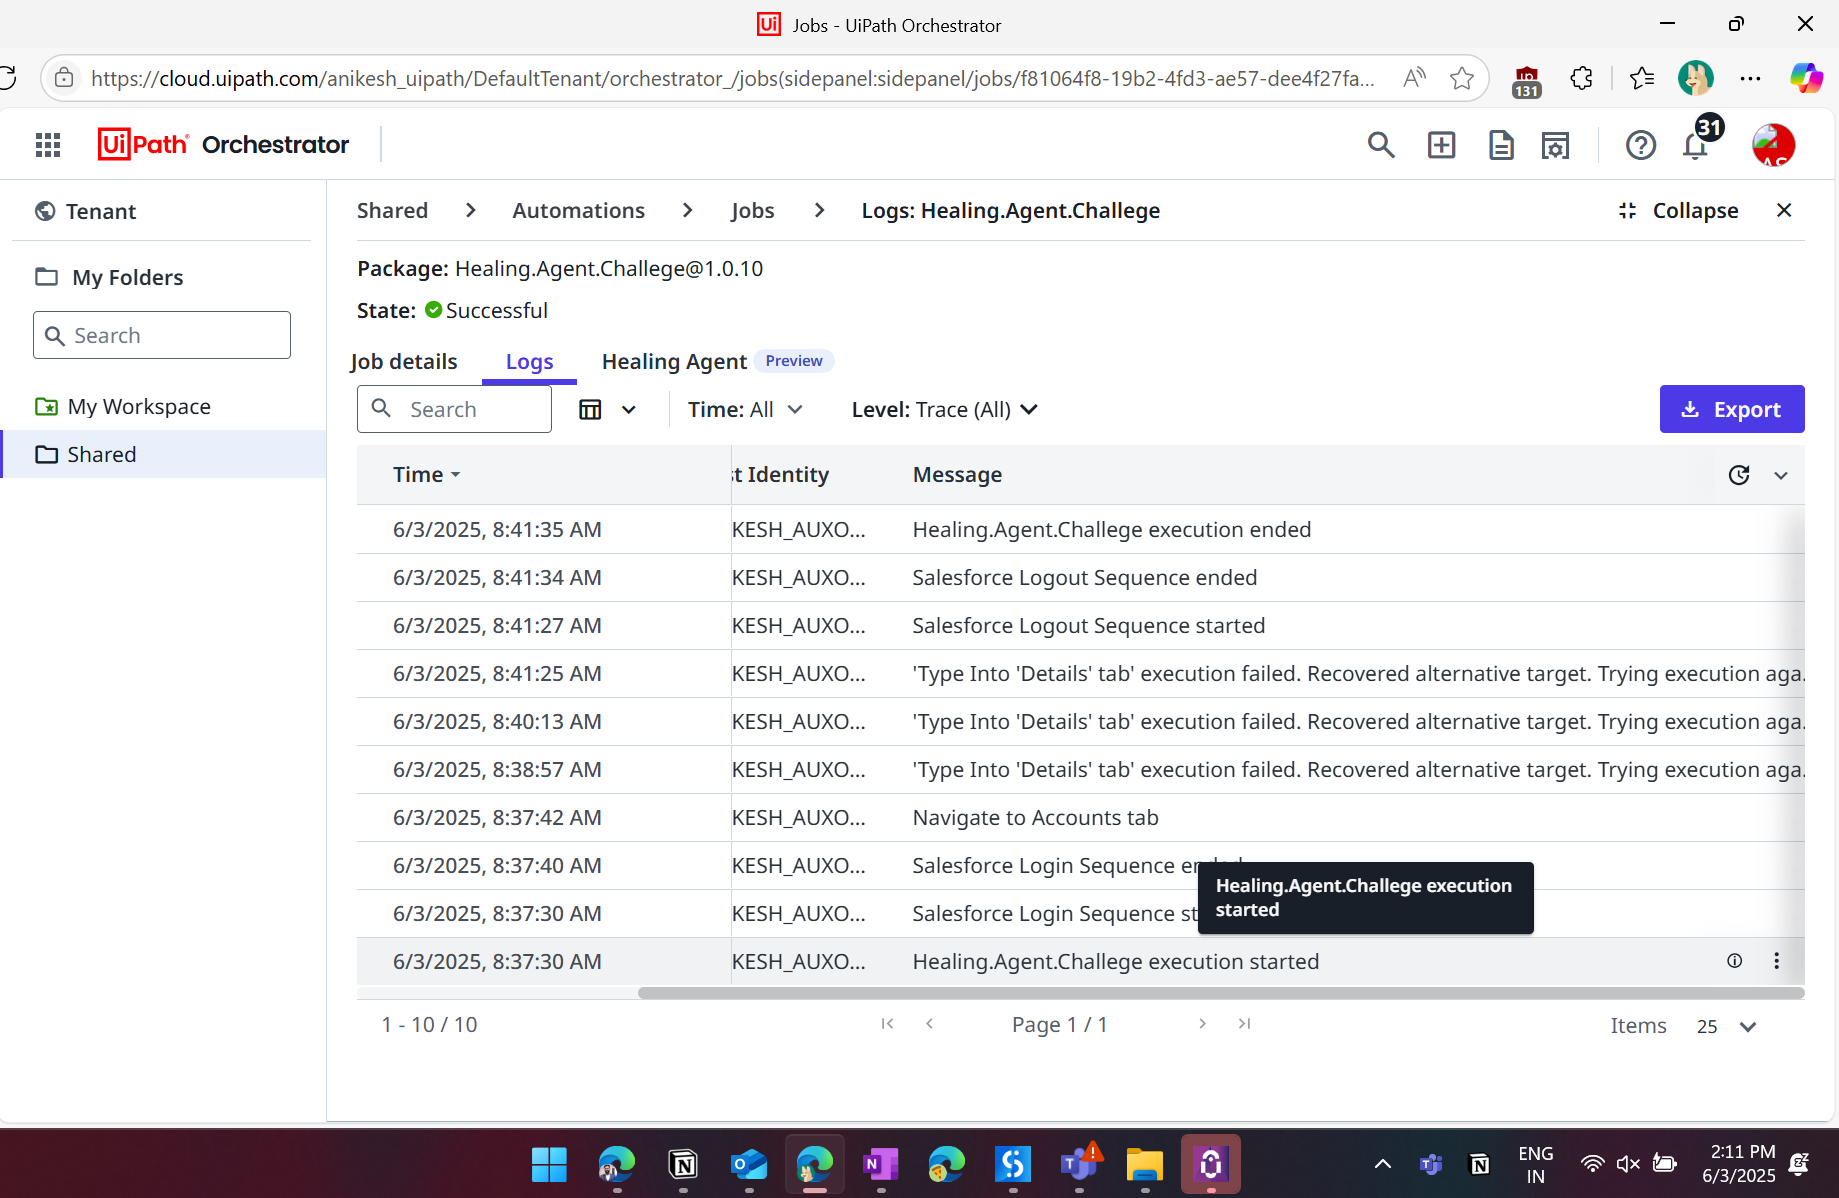 Jobs - UiPath Orchestrator
https://cloud.uipath.com/anikesh_uipath/DefaultTenant/orchestrator_/jobs(sidepanel:sidepanel/jobs/f81064f8-19b2-4fd3-ae57-dee4f27fa...
131
UiPath Orchestrator
31
Tenant
My Folders
Search
My Workspace
Shared
Shared > Automations > Jobs > Logs: Healing.Agent.Challege
Collapse
Package: Healing.Agent.Challege@1.0.10
State: Successful
Job details Logs Healing Agent Preview
Search Time: All Level: Trace (All) Export
Time t Identity Message
6/3/2025, 8:41:35 AM KESH_AUXO... Healing.Agent.Challege execution ended
6/3/2025, 8:41:34 AM KESH_AUXO... Salesforce Logout Sequence ended
6/3/2025, 8:41:27 AM KESH_AUXO... Salesforce Logout Sequence started
6/3/2025, 8:41:25 AM KESH_AUXO... 'Type Into 'Details' tab' execution failed. Recovered alternative target. Trying execution aga...
6/3/2025, 8:40:13 AM KESH_AUXO... 'Type Into 'Details' tab' execution failed. Recovered alternative target. Trying execution aga...
6/3/2025, 8:38:57 AM KESH_AUXO... 'Type Into 'Details' tab' execution failed. Recovered alternative target. Trying execution aga...
6/3/2025, 8:37:42 AM KESH_AUXO... Navigate to Accounts tab
6/3/2025, 8:37:40 AM KESH_AUXO... Salesforce Login Sequence ended
6/3/2025, 8:37:30 AM KESH_AUXO... Salesforce Login Sequence st
Healing.Agent.Challege execution
started
6/3/2025, 8:37:30 AM KESH_AUXO... Healing.Agent.Challege execution started
1 - 10 / 10 Page 1 / 1 Items 25
ENG
IN
2:11 PM
6/3/2025